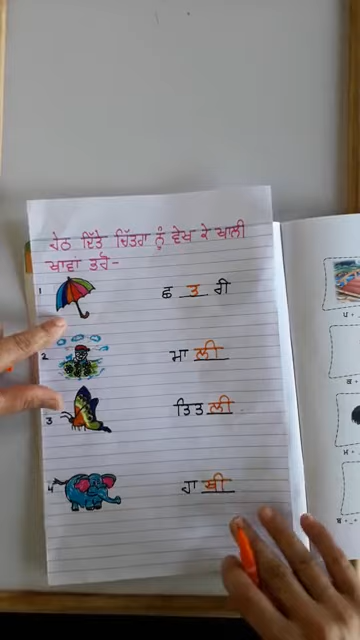 ਹੇਠ ਦਿੱਤੇ ਚਿੱਤਰਾਂ ਨੂੰ ਵੇਖ ਕੇ ਖਾਲੀ
ਥਾਵਾਂ ਭਰੋ-
1 ਛ ਤ ਰੀ
2 ਮਾ ਲੀ
3 ਤਿਤ ਲੀ
4 ਹਾ ਥੀ